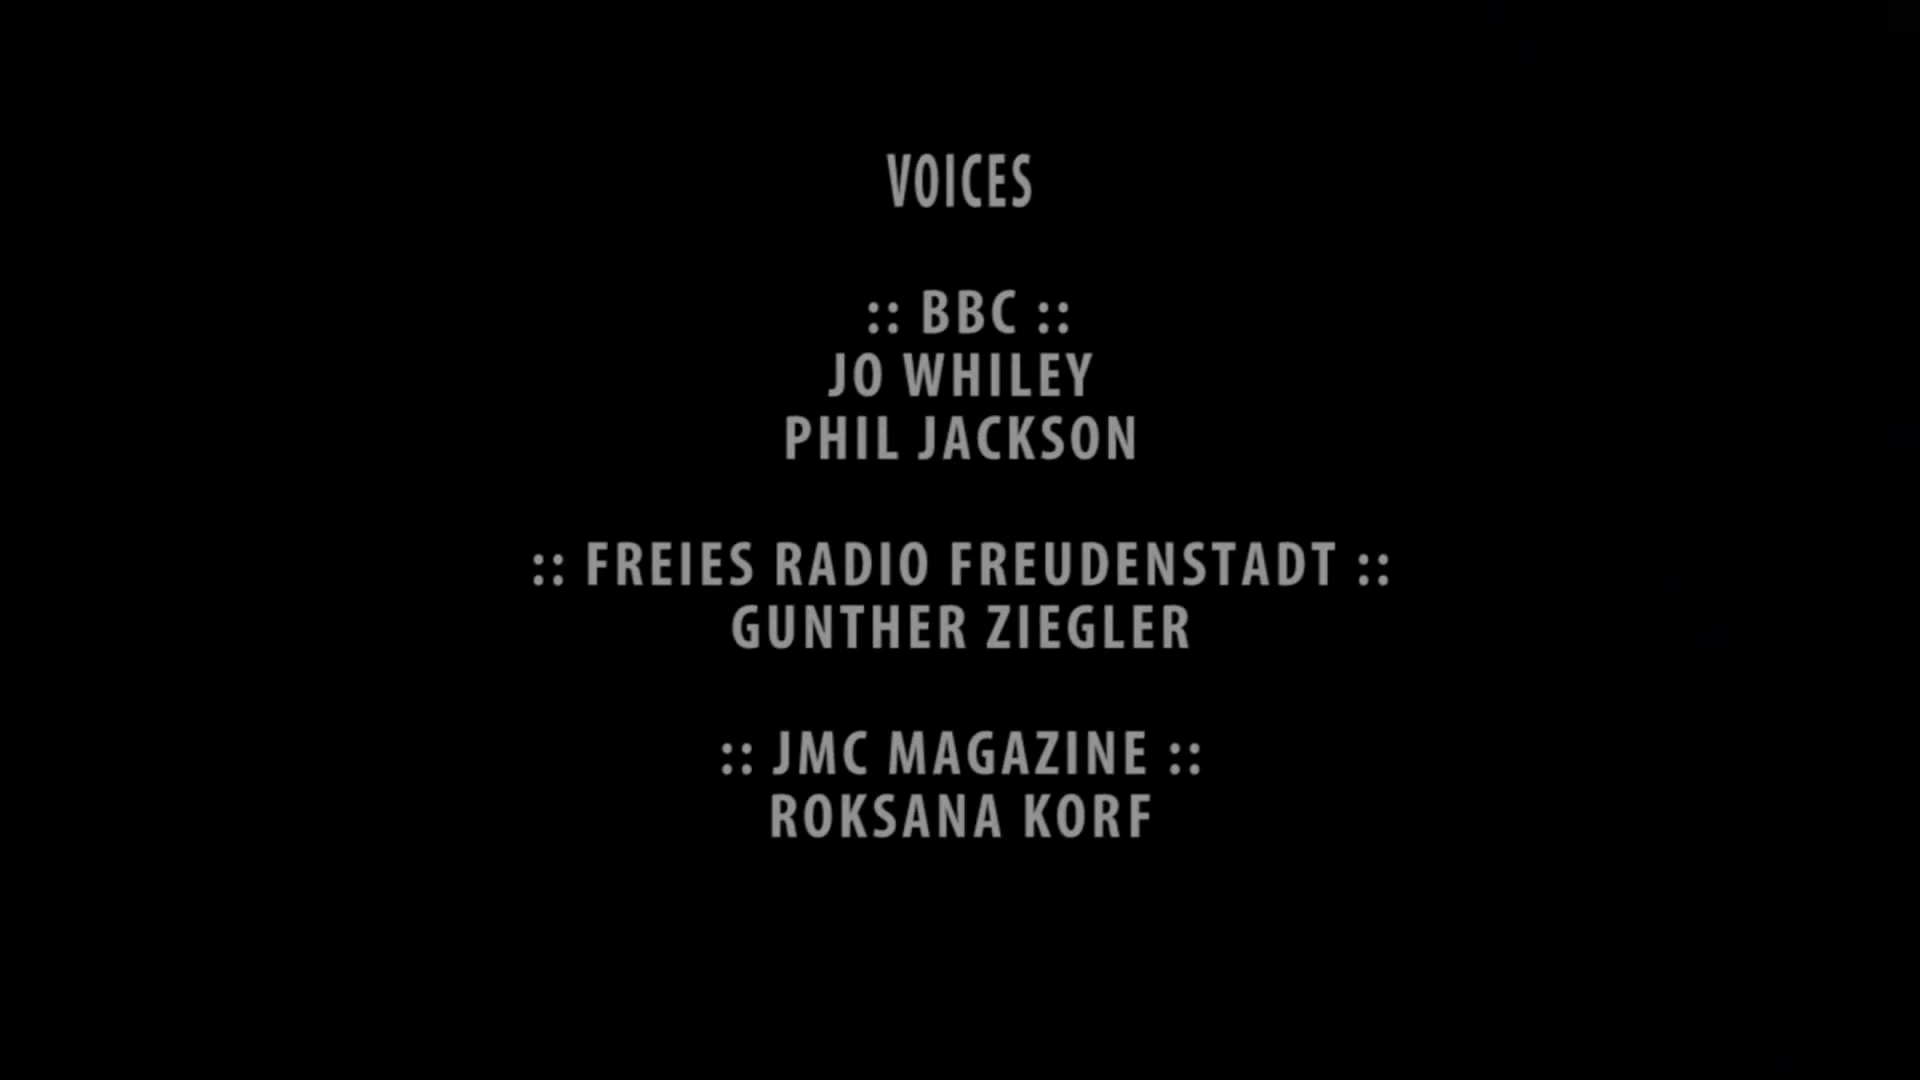 VOICES
:: BBC ::
JO WHILEY
PHIL JACKSON
:: FREIES RADIO FREUDENSTADT ::
GUNTHER ZIEGLER
:: JMC MAGAZINE ::
ROKSANA KORF